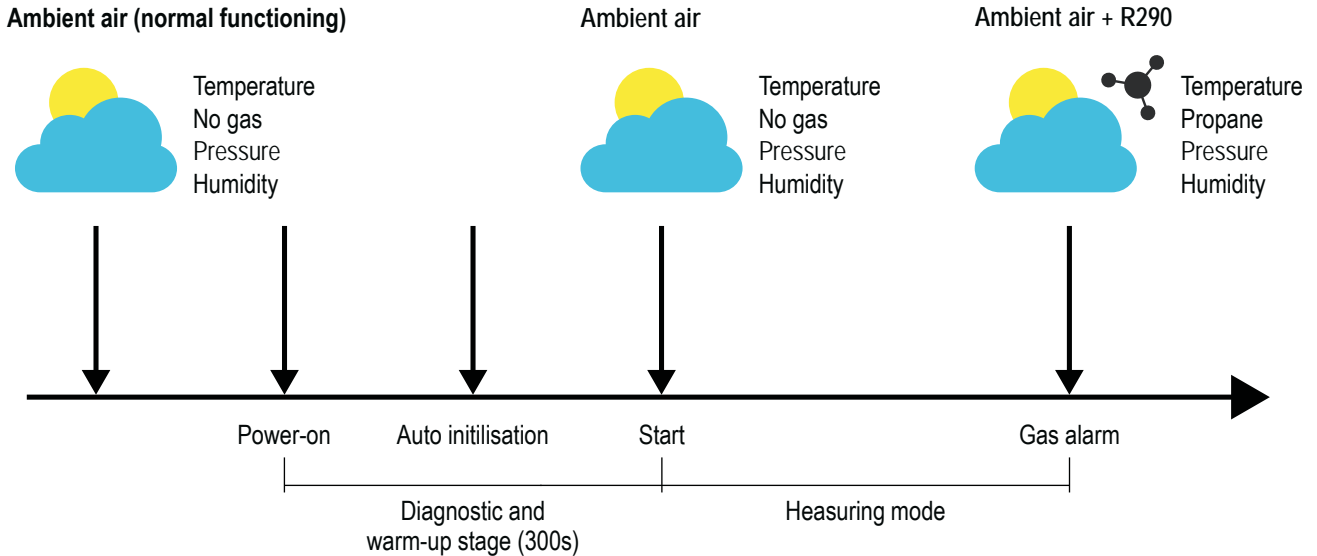 Ambient air (normal functioning)
Temperature
No gas
Pressure
Humidity
Ambient air
Temperature
No gas
Pressure
Humidity
Ambient air + R290
Temperature
Propane
Pressure
Humidity
Power-on
Auto initilisation
Start
Gas alarm
Diagnostic and
warm-up stage (300s)
Heasuring mode